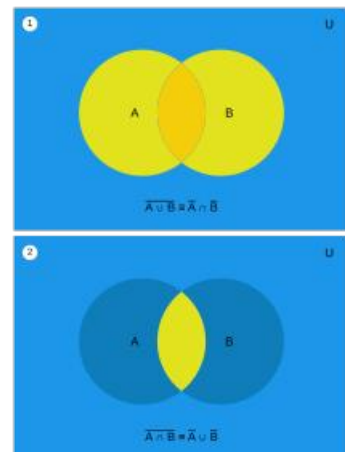 1 U
A B
A̅ ̅∪̅ ̅B̅ ≡ A̅ ∩ B̅
2 U
A B
A̅ ̅∩̅ ̅B̅ ≡ A̅ ∪ B̅